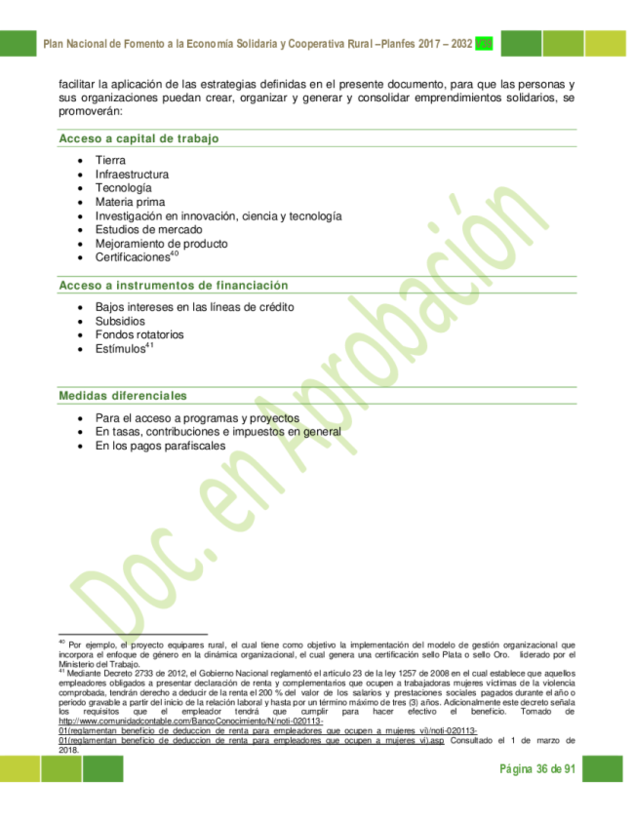 Plan Nacional de Fomento a la Economía Solidaria y Cooperativa Rural –Planfes 2017 – 2032 V39
facilitar la aplicación de las estrategias definidas en el presente documento, para que las personas y
sus organizaciones puedan crear, organizar y generar y consolidar emprendimientos solidarios, se
promoverán:
Acceso a capital de trabajo
• Tierra
• Infraestructura
• Tecnología
• Materia prima
• Investigación en innovación, ciencia y tecnología
• Estudios de mercado
• Mejoramiento de producto
• Certificaciones40
Acceso a instrumentos de financiación
• Bajos intereses en las líneas de crédito
• Subsidios
• Fondos rotatorios
• Estímulos41
Medidas diferenciales
• Para el acceso a programas y proyectos
• En tasas, contribuciones e impuestos en general
• En los pagos parafiscales
Doc. en Aprobación
40 Por ejemplo, el proyecto equipares rural, el cual tiene como objetivo la implementación del modelo de gestión organizacional que
incorpora el enfoque de género en la dinámica organizacional, el cual genera una certificación sello Plata o sello Oro. liderado por el
Ministerio del Trabajo.
41 Mediante Decreto 2733 de 2012, el Gobierno Nacional reglamentó el artículo 23 de la ley 1257 de 2008 en el cual establece que aquellos
empleadores obligados a presentar declaración de renta y complementarios que ocupen a trabajadoras mujeres víctimas de la violencia
comprobada, tendrán derecho a deducir de la renta el 200 % del valor de los salarios y prestaciones sociales pagados durante el año o
periodo gravable a partir del inicio de la relación laboral y hasta por un término máximo de tres (3) años. Adicionalmente este decreto señala
los requisitos que el empleador tendrá que cumplir para hacer efectivo el beneficio. Tomado de
http://www.comunidadcontable.com/BancoConocimiento/N/noti-020113-
01(reglamentan_beneficio_de_deduccion_de_renta_para_empleadores_que_ocupen_a_mujeres_vi)/noti-020113-
01(reglamentan_beneficio_de_deduccion_de_renta_para_empleadores_que_ocupen_a_mujeres_vi).asp Consultado el 1 de marzo de
2018.
Página 36 de 91